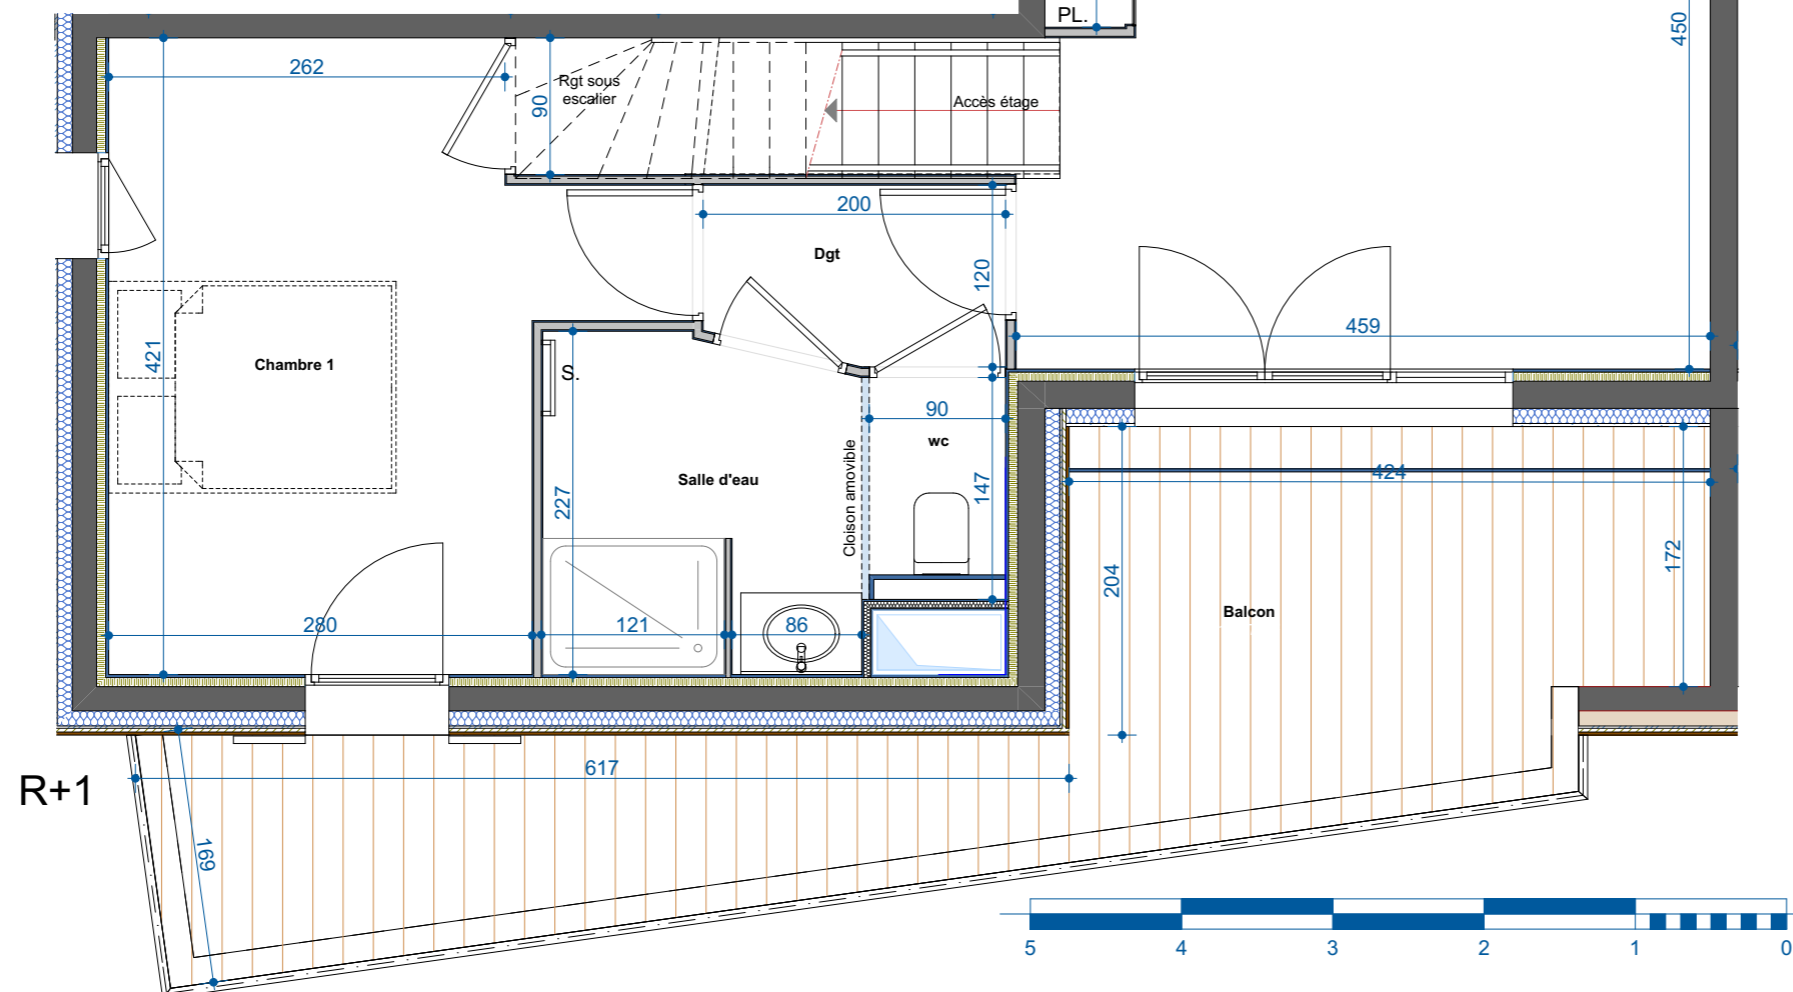 PL.
450
262
Rgt sous
escalier
90
Accès étage
200
Dgt
120
459
421
Chambre 1
S.
90
wc
Cloison amovible
Salle d'eau
227
147
424
204
172
Balcon
280
121
86
617
R+1
169
5 4 3 2 1 0